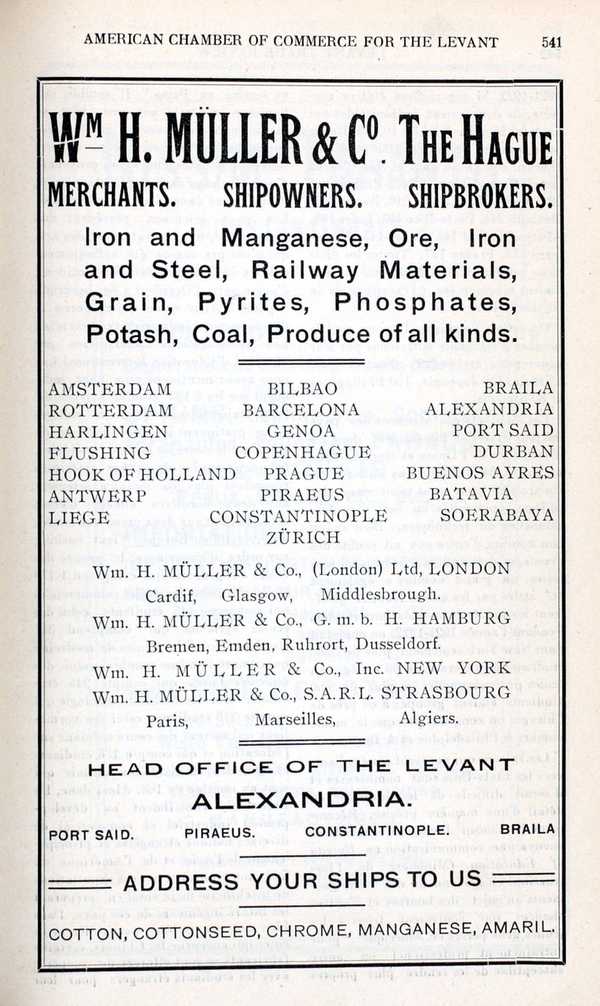 AMERICAN CHAMBER OF COMMERCE FOR THE LEVANT 541
WM H. MÜLLER & CO. THE HAGUE
MERCHANTS. SHIPOWNERS. SHIPBROKERS.
Iron and Manganese, Ore, Iron
and Steel, Railway Materials,
Grain, Pyrites, Phosphates,
Potash, Coal, Produce of all kinds.
AMSTERDAM BILBAO BRAILA
ROTTERDAM BARCELONA ALEXANDRIA
HARLINGEN GENOA PORT SAID
FLUSHING COPENHAGUE DURBAN
HOOK OF HOLLAND PRAGUE BUENOS AYRES
ANTWERP PIRAEUS BATAVIA
LIEGE CONSTANTINOPLE SOERABAYA
ZÜRICH
Wm. H. MÜLLER & Co., (London) Ltd, LONDON
Cardif, Glasgow, Middlesbrough.
Wm. H. MÜLLER & Co., G. m. b. H. HAMBURG
Bremen, Emden, Ruhrort, Dusseldorf.
Wm. H. MÜLLER & Co., Inc. NEW YORK
Wm. H. MÜLLER & Co., S.A.R.L. STRASBOURG
Paris, Marseilles, Algiers.
HEAD OFFICE OF THE LEVANT
ALEXANDRIA.
PORT SAID. PIRAEUS. CONSTANTINOPLE. BRAILA
ADDRESS YOUR SHIPS TO US
COTTON, COTTONSEED, CHROME, MANGANESE, AMARIL.